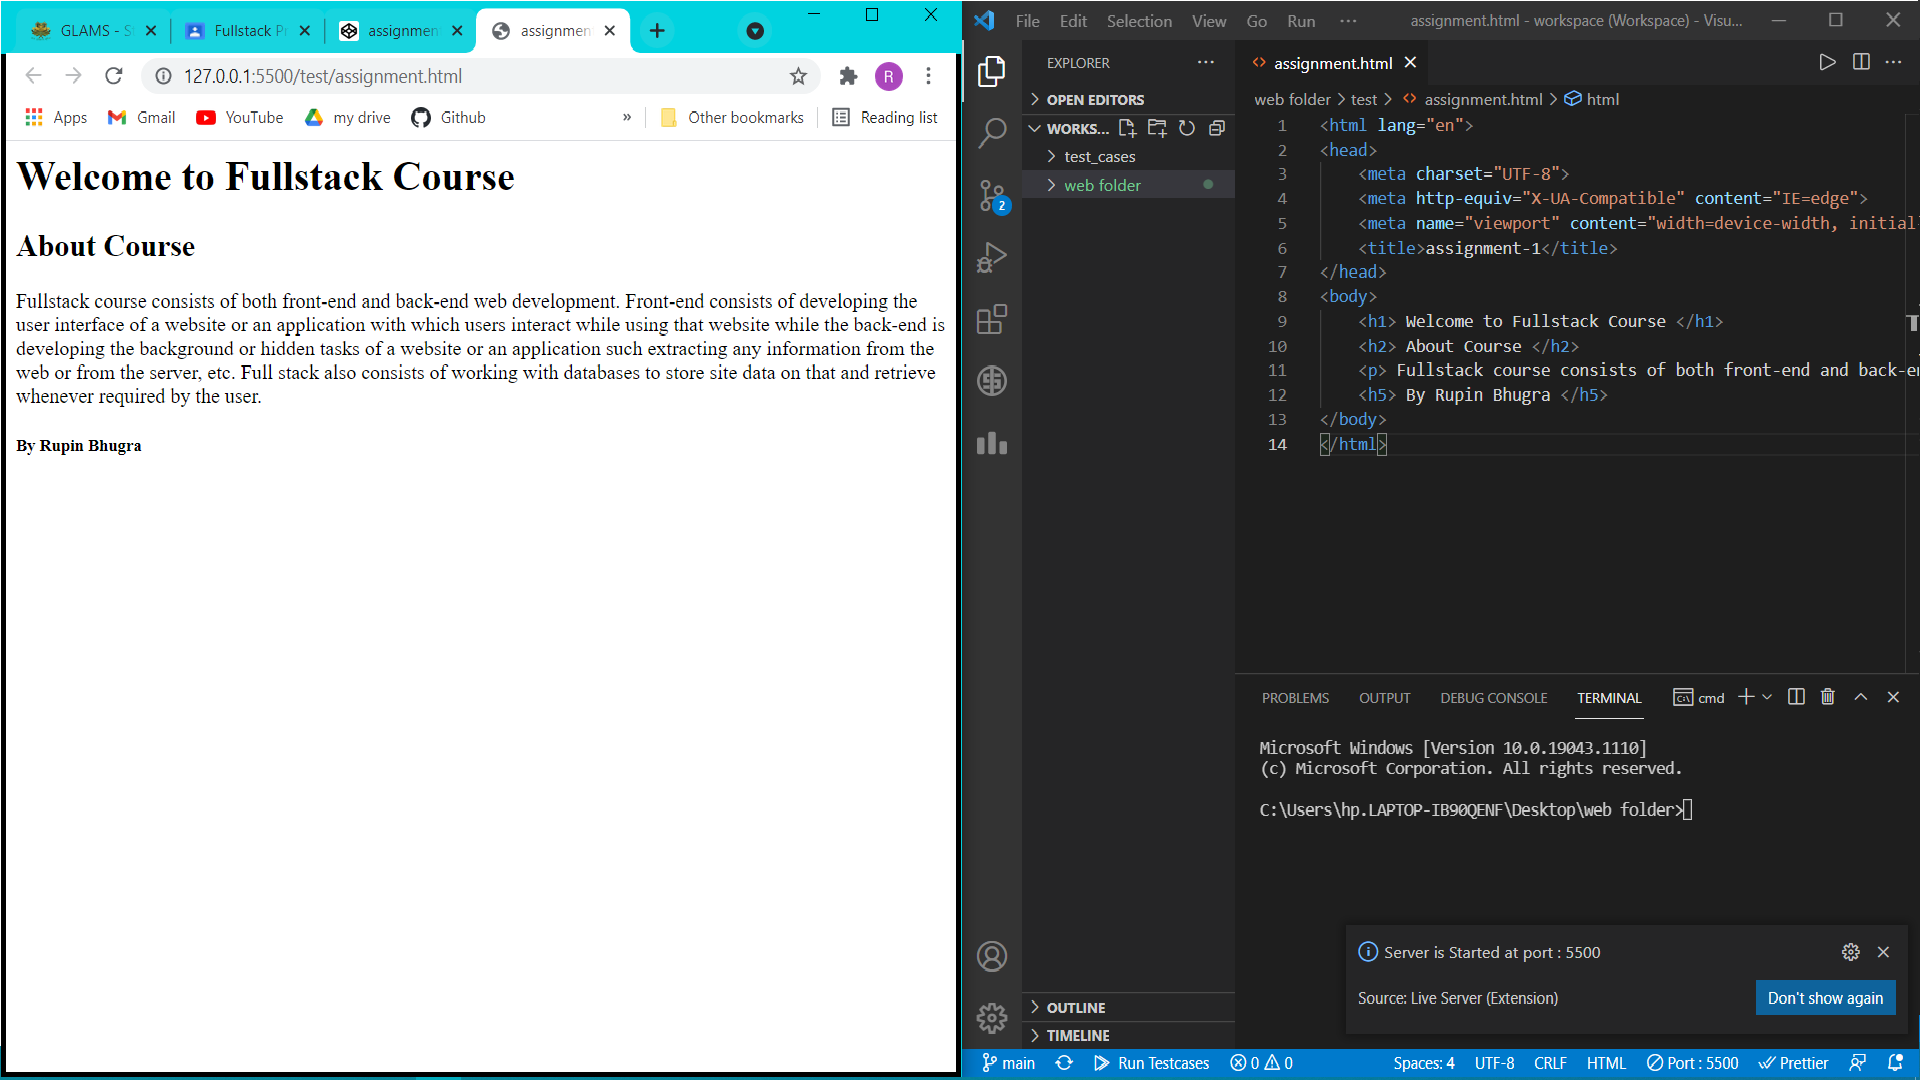 GLAMS - S
Fullstack P
assignmen
assignmen
127.0.0.1:5500/test/assignment.html
R
Apps
Gmail
YouTube
my drive
Github
»
Other bookmarks
Reading list
Welcome to Fullstack Course
About Course
Fullstack course consists of both front-end and back-end web development. Front-end consists of developing the
user interface of a website or an application with which users interact while using that website while the back-end is
developing the background or hidden tasks of a website or an application such extracting any information from the
web or from the server, etc. Full stack also consists of working with databases to store site data on that and retrieve
whenever required by the user.
By Rupin Bhugra
File Edit Selection View Go Run ··· assignment.html - workspace (Workspace) - Visu...
EXPLORER
OPEN EDITORS
WORKS...
test_cases
web folder
2
OUTLINE
TIMELINE
assignment.html
web folder > test > assignment.html > html
1 <html lang="en">
2 <head>
3 <meta charset="UTF-8">
4 <meta http-equiv="X-UA-Compatible" content="IE=edge">
5 <meta name="viewport" content="width=device-width, initial-
6 <title>assignment-1</title>
7 </head>
8 <body>
9 <h1> Welcome to Fullstack Course </h1>
10 <h2> About Course </h2>
11 <p> Fullstack course consists of both front-end and back-en
12 <h5> By Rupin Bhugra </h5>
13 </body>
14 </html>
PROBLEMS OUTPUT DEBUG CONSOLE TERMINAL cmd
Microsoft Windows [Version 10.0.19043.1110]
(c) Microsoft Corporation. All rights reserved.
C:\Users\hp.LAPTOP-IB90QENF\Desktop\web folder>
Server is Started at port : 5500
Source: Live Server (Extension)
Don't show again
main Run Testcases 0 0 Spaces: 4 UTF-8 CRLF HTML Port : 5500 Prettier